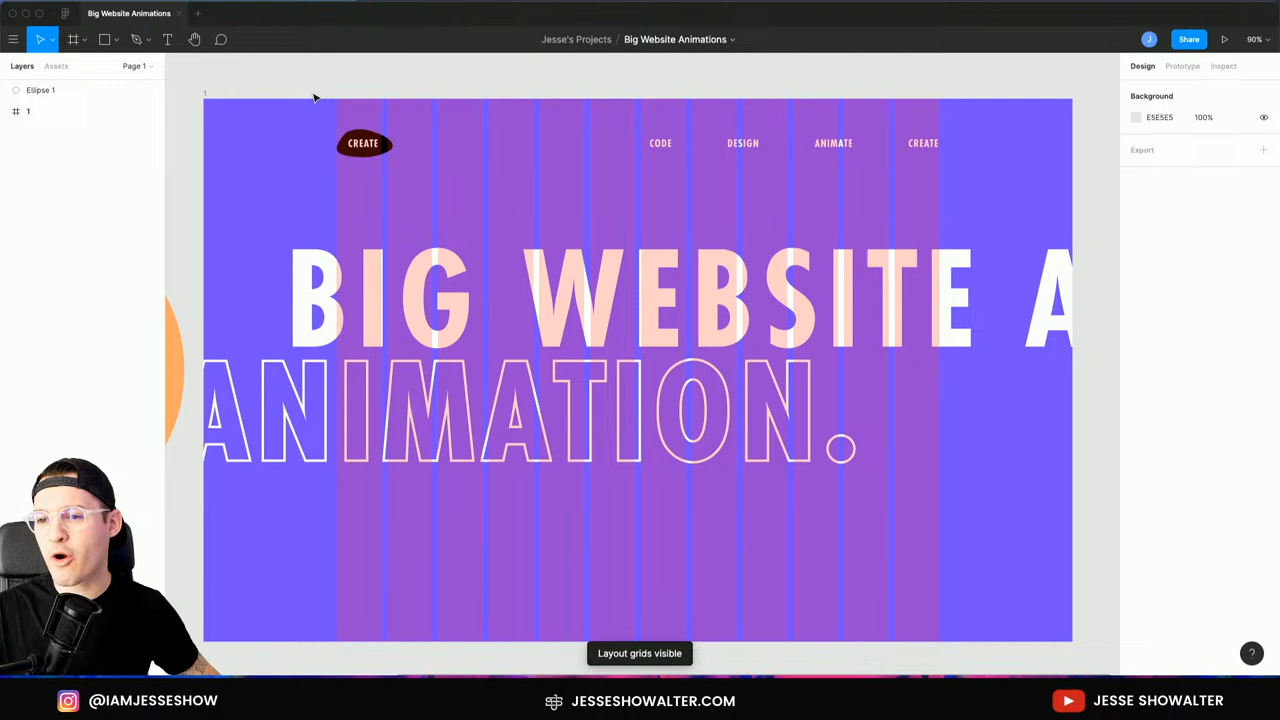 Big Website Animations
Jesse's Projects / Big Website Animations
J
Share
90%
Layers
Assets
Page 1
Design
Prototype
Inspect
Ellipse 1
1
1
Background
E5E5E5
100%
Export
CREATE
CODE
DESIGN
ANIMATE
CREATE
BIG WEBSITE A
ANIMATION.
Layout grids visible
?
@IAMJESSESHOW
JESSESHOWALTER.COM
JESSE SHOWALTER